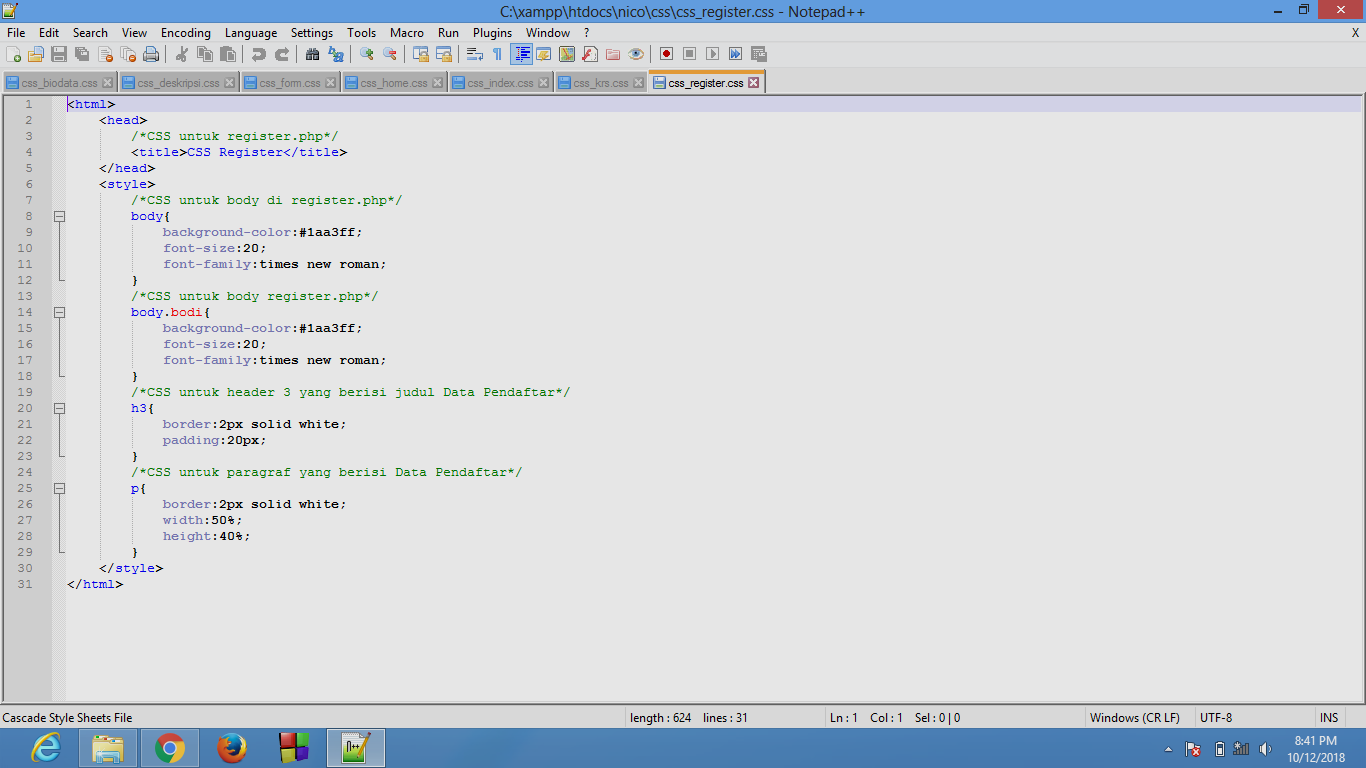 C:\xampp\htdocs\nico\css\css_register.css - Notepad++
File Edit Search View Encoding Language Settings Tools Macro Run Plugins Window ? X
css_biodata.css css_deskripsi.css css_form.css css_home.css css_index.css css_krs.css css_register.css
1 <html>
2 <head>
3 /*CSS untuk register.php*/
4 <title>CSS Register</title>
5 </head>
6 <style>
7 /*CSS untuk body di register.php*/
8 body{
9 background-color:#1aa3ff;
10 font-size:20;
11 font-family:times new roman;
12 }
13 /*CSS untuk body register.php*/
14 body.bodi{
15 background-color:#1aa3ff;
16 font-size:20;
17 font-family:times new roman;
18 }
19 /*CSS untuk header 3 yang berisi judul Data Pendaftar*/
20 h3{
21 border:2px solid white;
22 padding:20px;
23 }
24 /*CSS untuk paragraf yang berisi Data Pendaftar*/
25 p{
26 border:2px solid white;
27 width:50%;
28 height:40%;
29 }
30 </style>
31 </html>
Cascade Style Sheets File length : 624 lines : 31 Ln : 1 Col : 1 Sel : 0 | 0 Windows (CR LF) UTF-8 INS
8:41 PM
10/12/2018